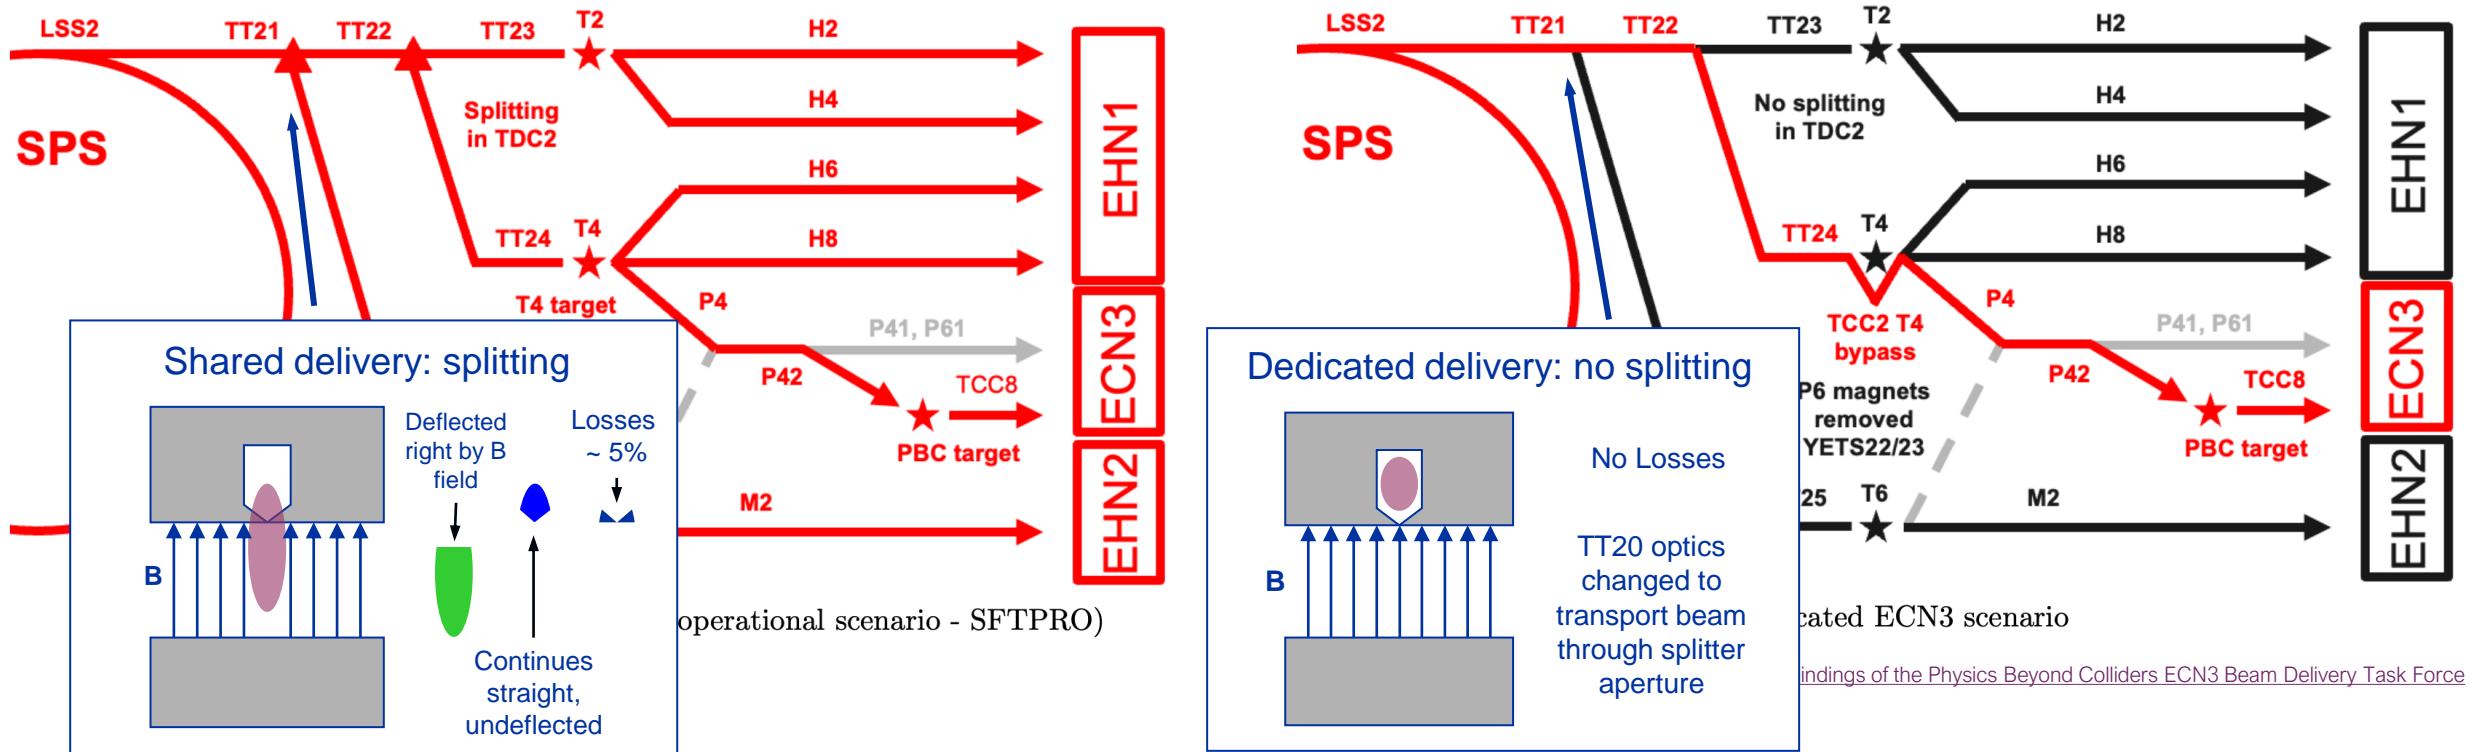 LSS2
TT21
TT22
TT23
T2
H2
H4
Splitting
in TDC2
SPS
H6
H8
TT24
T4
T4 target
P4
P41, P61
P42
TCC8
PBC target
M2
EHN1
ECN3
EHN2
Shared delivery: splitting
Deflected
right by B
field
Losses
~ 5%
B
Continues
straight,
undeflected
operational scenario - SFTPRO)
LSS2
TT21
TT22
TT23
T2
H2
H4
No splitting
in TDC2
SPS
H6
H8
TT24
T4
TCC2 T4
bypass
P4
P41, P61
P42
TCC8
PBC target
P6 magnets
removed
YETS22/23
25
T6
M2
EHN1
ECN3
EHN2
Dedicated delivery: no splitting
No Losses
B
TT20 optics
changed to
transport beam
through splitter
aperture
cated ECN3 scenario
indings of the Physics Beyond Colliders ECN3 Beam Delivery Task Force